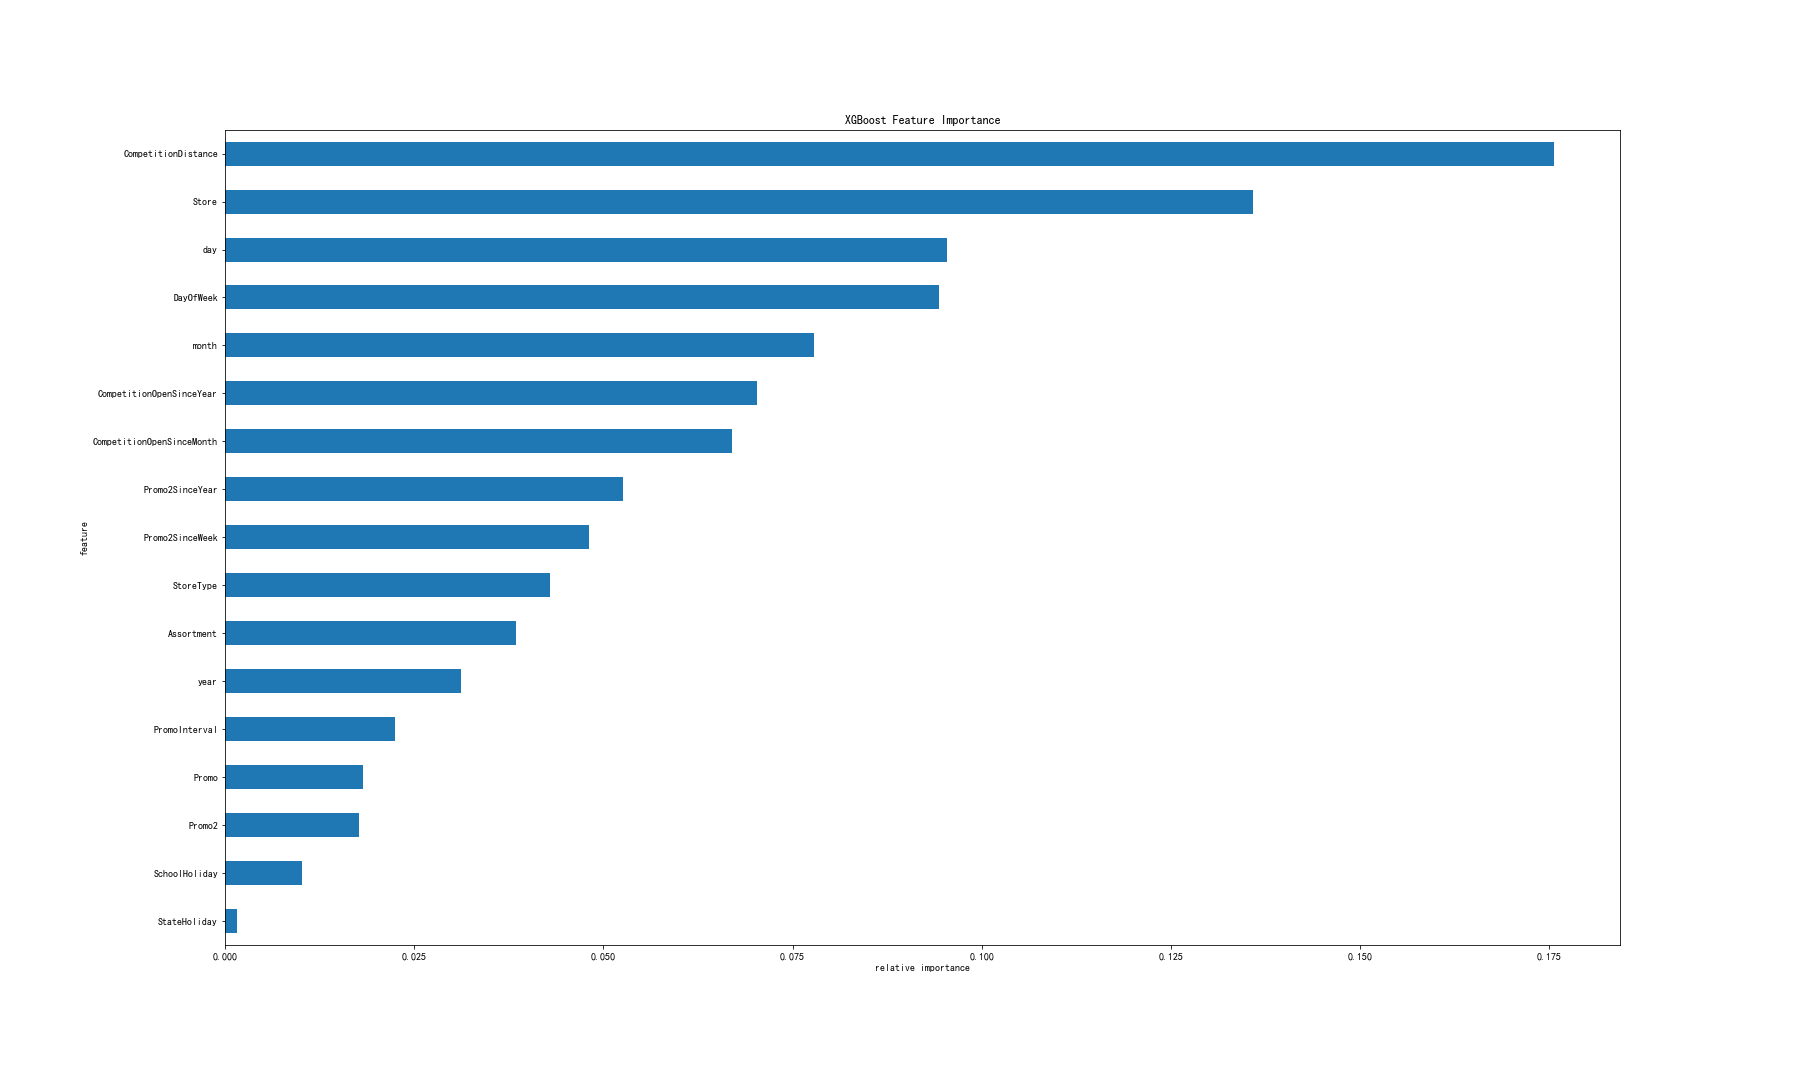 XGBoost Feature Importance
CompetitionDistance
Store
day
DayOfWeek
month
CompetitionOpenSinceYear
CompetitionOpenSinceMonth
Promo2SinceYear
Promo2SinceWeek
StoreType
Assortment
year
PromoInterval
Promo
Promo2
SchoolHoliday
StateHoliday
feature
0.000 0.025 0.050 0.075 0.100 0.125 0.150 0.175
relative importance